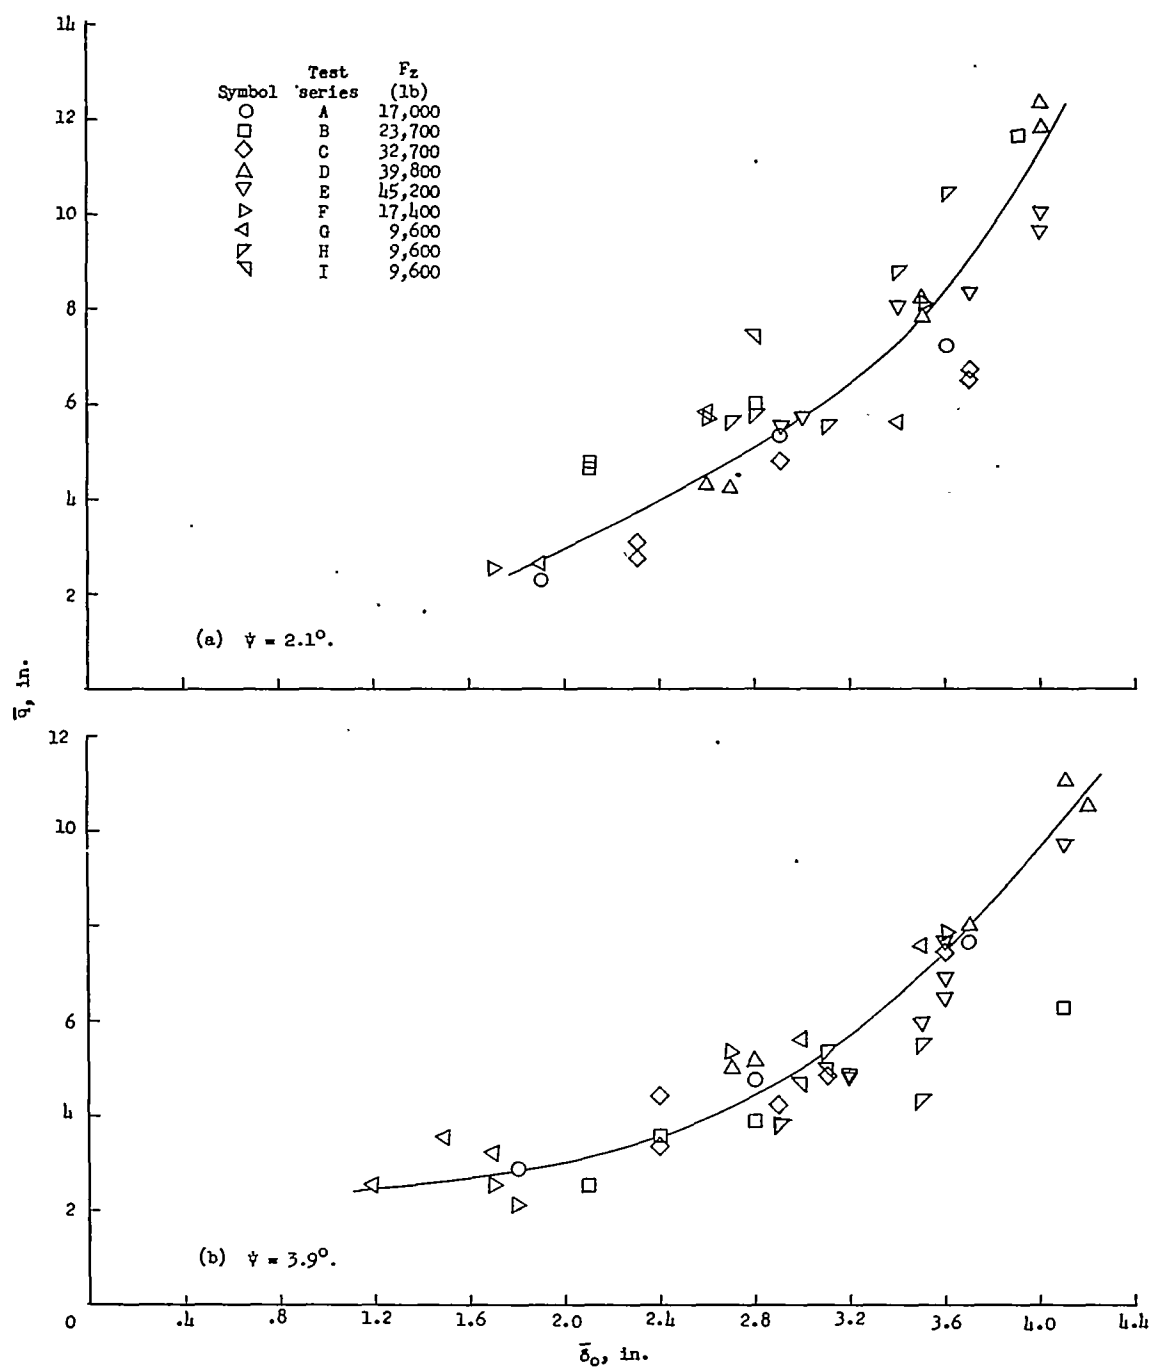 14
12
10
8
6
4
2
Test Fz
Symbol series (lb)
A 17,000
B 23,700
C 32,700
D 39,800
E 45,200
F 17,400
G 9,600
H 9,600
I 9,600
(a) ψ = 2.1°.
q̄, in.
12
10
6
4
2
(b) ψ = 3.9°.
0 .4 .8 1.2 1.6 2.0 2.4 2.8 3.2 3.6 4.0 4.4
δ̄₀, in.